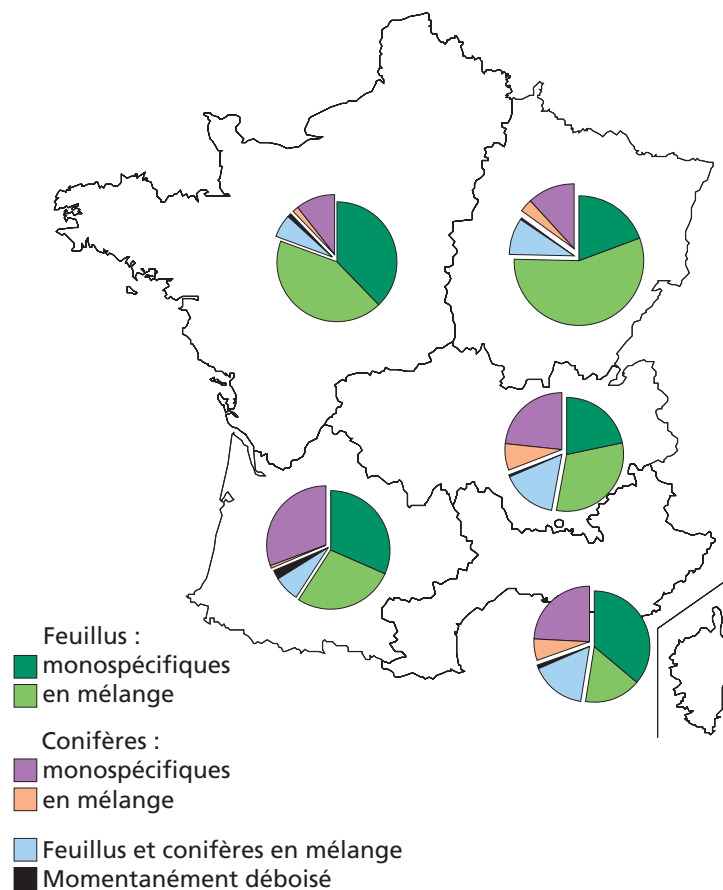 Feuillus :
monospécifiques
en mélange
Conifères :
monospécifiques
en mélange
Feuillus et conifères en mélange
Momentanément déboisé